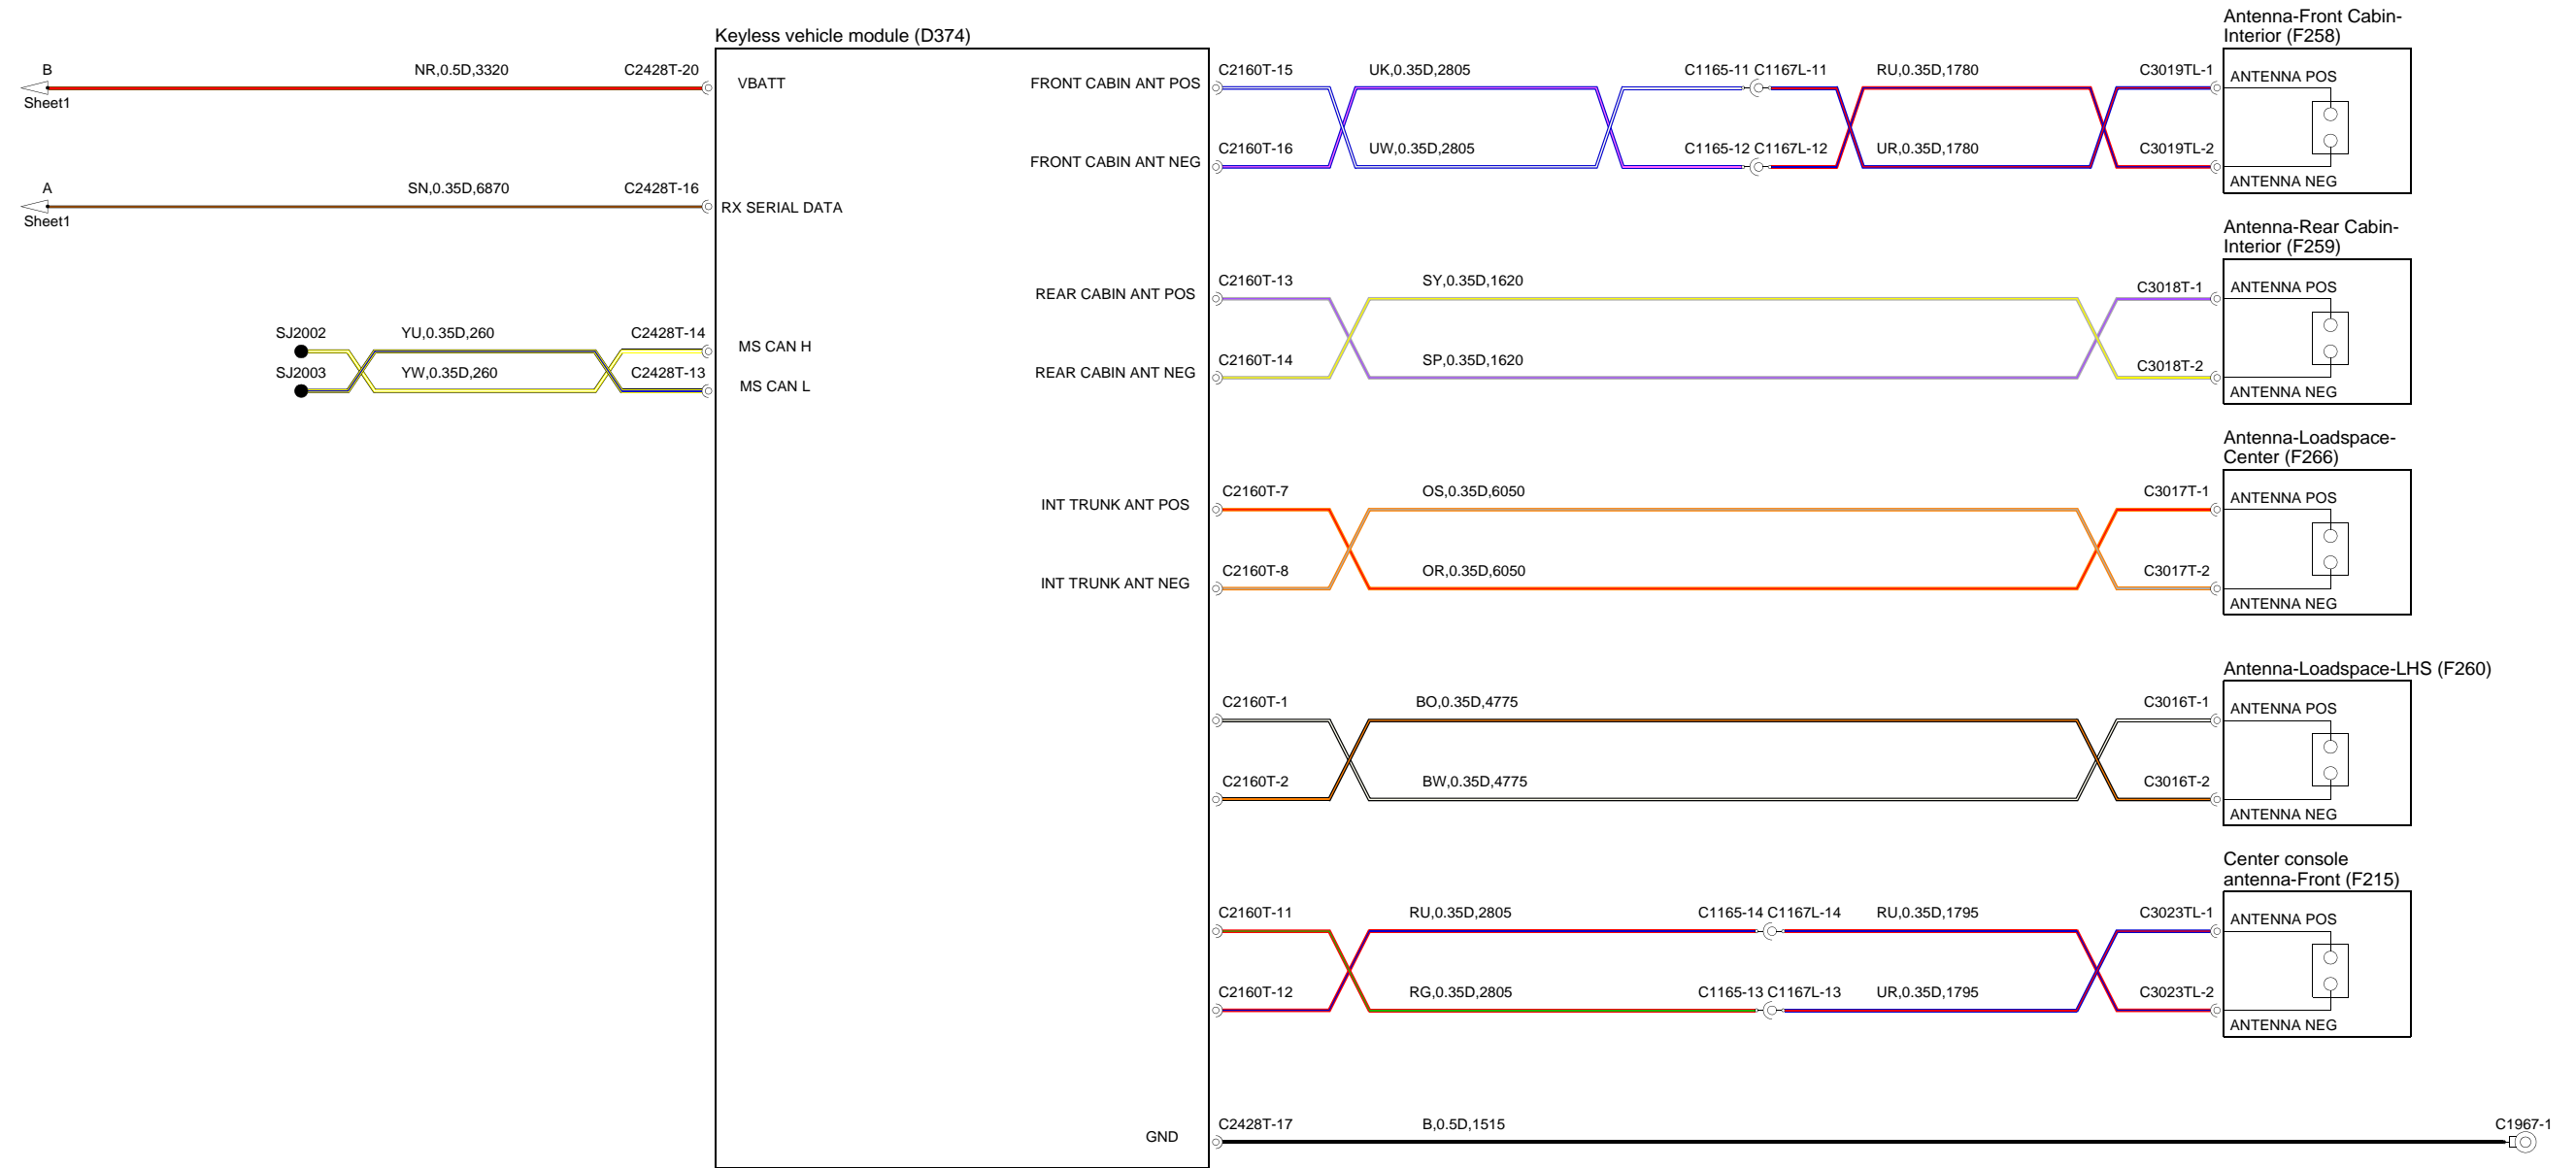 Keyless vehicle module (D374)
B
NR,0.5D,3320
C2428T-20
VBATT
Sheet1
A
SN,0.35D,6870
C2428T-16
RX SERIAL DATA
Sheet1
SJ2002
YU,0.35D,260
C2428T-14
MS CAN H
SJ2003
YW,0.35D,260
C2428T-13
MS CAN L
Antenna-Front Cabin-
Interior (F258)
FRONT CABIN ANT POS
C2160T-15
UK,0.35D,2805
C1165-11 C1167L-11
RU,0.35D,1780
C3019TL-1
ANTENNA POS
FRONT CABIN ANT NEG
C2160T-16
UW,0.35D,2805
C1165-12 C1167L-12
UR,0.35D,1780
C3019TL-2
ANTENNA NEG
Antenna-Rear Cabin-
Interior (F259)
REAR CABIN ANT POS
C2160T-13
SY,0.35D,1620
C3018T-1
ANTENNA POS
REAR CABIN ANT NEG
C2160T-14
SP,0.35D,1620
C3018T-2
ANTENNA NEG
Antenna-Loadspace-
Center (F266)
INT TRUNK ANT POS
C2160T-7
OS,0.35D,6050
C3017T-1
ANTENNA POS
INT TRUNK ANT NEG
C2160T-8
OR,0.35D,6050
C3017T-2
ANTENNA NEG
Antenna-Loadspace-LHS (F260)
C2160T-1
BO,0.35D,4775
C3016T-1
ANTENNA POS
C2160T-2
BW,0.35D,4775
C3016T-2
ANTENNA NEG
Center console
antenna-Front (F215)
C2160T-11
RU,0.35D,2805
C1165-14 C1167L-14
RU,0.35D,1795
C3023TL-1
ANTENNA POS
C2160T-12
RG,0.35D,2805
C1165-13 C1167L-13
UR,0.35D,1795
C3023TL-2
ANTENNA NEG
GND
C2428T-17
B,0.5D,1515
C1967-1